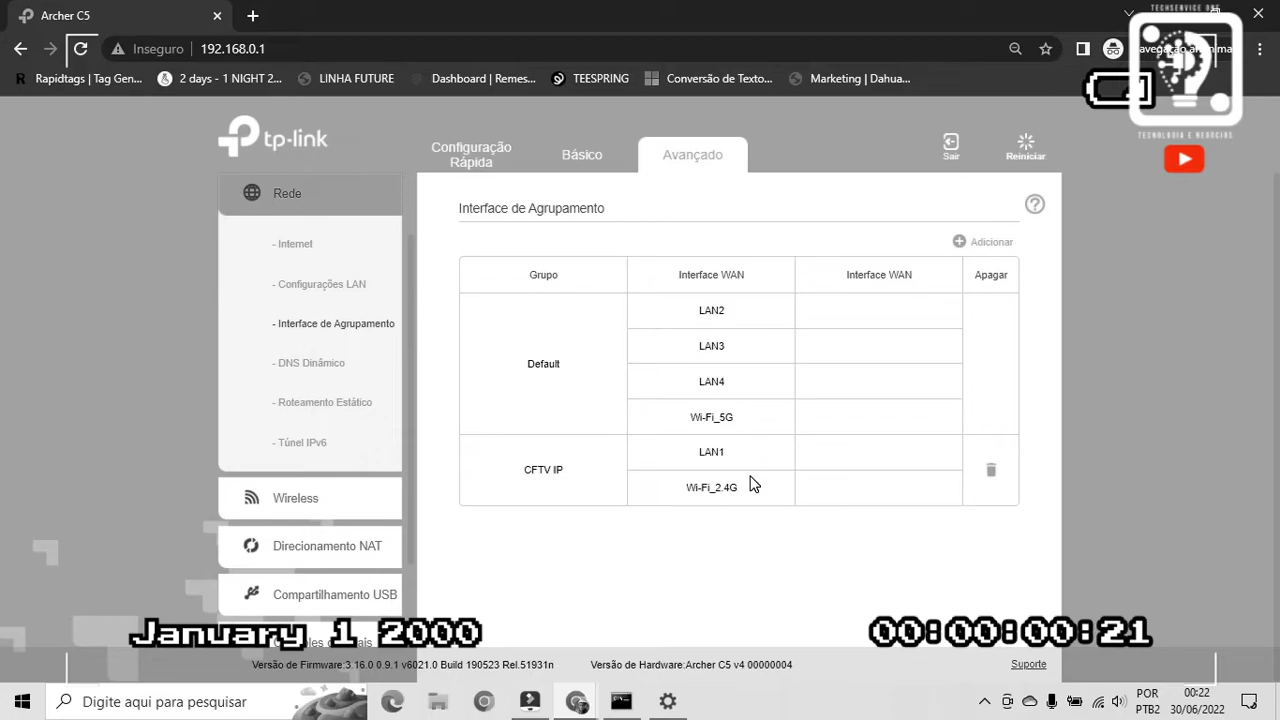 Archer C5
TECHSERVICE
Inseguro 192.168.0.1
Rapidtags | Tag Gen...
2 days - 1 NIGHT 2...
LINHA FUTURE
Dashboard | Remes...
TEESPRING
Conversão de Texto...
Marketing | Dahua...
TECNOLOGIA E NEGÓCIOS
tp-link
Configuração Rápida
Básico
Avançado
Sair
Reiniciar
Rede
- Internet
- Configurações LAN
- Interface de Agrupamento
- DNS Dinâmico
- Roteamento Estático
- Túnel IPv6
Wireless
Direcionamento NAT
Compartilhamento USB
Interface de Agrupamento
Adicionar
Grupo Interface WAN Interface WAN Apagar
Default
LAN2
LAN3
LAN4
Wi-Fi_5G
CFTV IP
LAN1
Wi-Fi_2.4G
January 1 2000
00:00:00:21
Versão de Firmware:3.16.0 0.9.1 v6021.0 Build 190523 Rel.51931n
Versão de Hardware:Archer C5 v4 00000004
Suporte
Digite aqui para pesquisar
POR
PTB2
00:22
30/06/2022